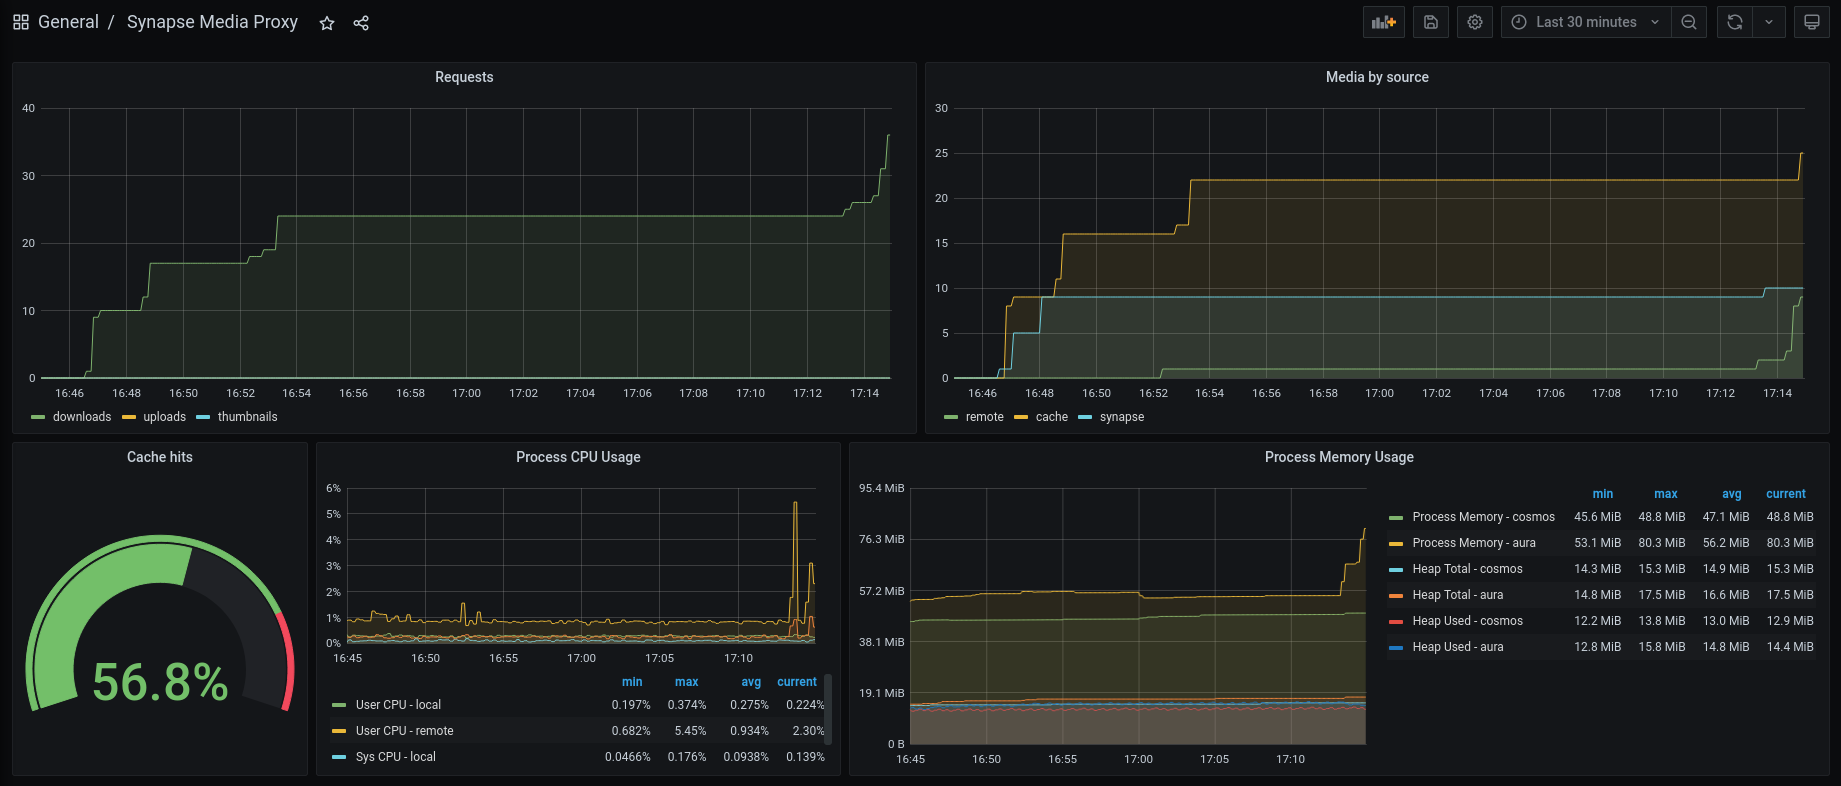 General / Synapse Media Proxy
Last 30 minutes
Requests
40
30
20
10
0
16:46 16:48 16:50 16:52 16:54 16:56 16:58 17:00 17:02 17:04 17:06 17:08 17:10 17:12 17:14
downloads uploads thumbnails
Media by source
30
25
20
15
10
5
0
16:46 16:48 16:50 16:52 16:54 16:56 16:58 17:00 17:02 17:04 17:06 17:08 17:10 17:12 17:14
remote cache synapse
Cache hits
56.8%
Process CPU Usage
6%
5%
4%
3%
2%
1%
0%
16:45 16:50 16:55 17:00 17:05 17:10
min max avg current
User CPU - local 0.197% 0.374% 0.275% 0.224%
User CPU - remote 0.682% 5.45% 0.934% 2.30%
Sys CPU - local 0.0466% 0.176% 0.0938% 0.139%
Process Memory Usage
95.4 MiB
76.3 MiB
57.2 MiB
38.1 MiB
19.1 MiB
0 B
16:45 16:50 16:55 17:00 17:05 17:10
min max avg current
Process Memory - cosmos 45.6 MiB 48.8 MiB 47.1 MiB 48.8 MiB
Process Memory - aura 53.1 MiB 80.3 MiB 56.2 MiB 80.3 MiB
Heap Total - cosmos 14.3 MiB 15.3 MiB 14.9 MiB 15.3 MiB
Heap Total - aura 14.8 MiB 17.5 MiB 16.6 MiB 17.5 MiB
Heap Used - cosmos 12.2 MiB 13.8 MiB 13.0 MiB 12.9 MiB
Heap Used - aura 12.8 MiB 15.8 MiB 14.8 MiB 14.4 MiB